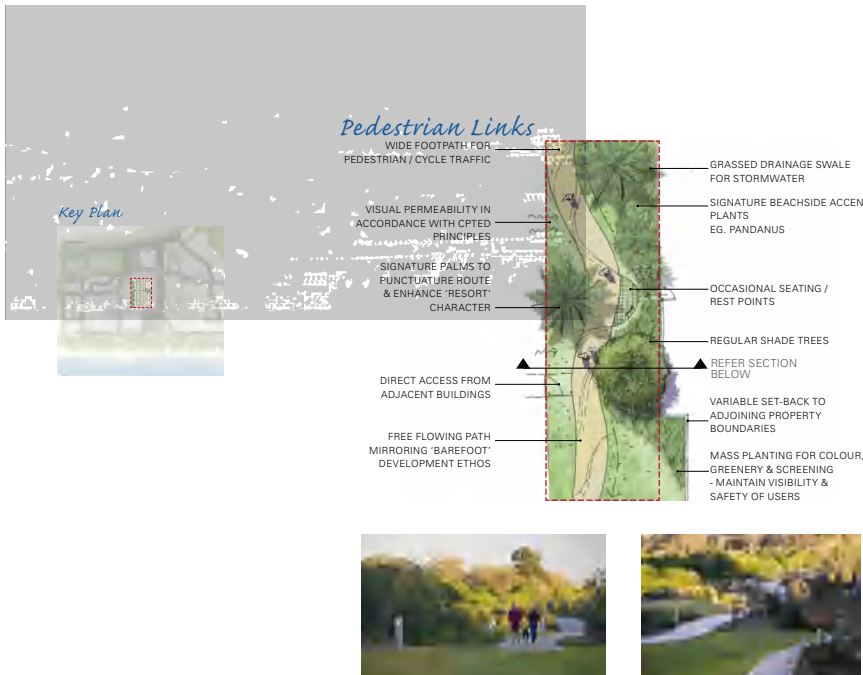 Pedestrian Links
WIDE FOOTPATH FOR
PEDESTRIAN / CYCLE TRAFFIC
VISUAL PERMEABILITY IN
ACCORDANCE WITH CPTED
PRINCIPLES
SIGNATURE PALMS TO
PUNCTUATURE ROUTE
& ENHANCE 'RESORT'
CHARACTER
DIRECT ACCESS FROM
ADJACENT BUILDINGS
FREE FLOWING PATH
MIRRORING 'BAREFOOT'
DEVELOPMENT ETHOS
Key Plan
GRASSED DRAINAGE SWALE
FOR STORMWATER
SIGNATURE BEACHSIDE ACCEN
PLANTS
EG. PANDANUS
OCCASIONAL SEATING /
REST POINTS
REGULAR SHADE TREES
REFER SECTION
BELOW
VARIABLE SET-BACK TO
ADJOINING PROPERTY
BOUNDARIES
MASS PLANTING FOR COLOUR,
GREENERY & SCREENING
- MAINTAIN VISIBILITY &
SAFETY OF USERS